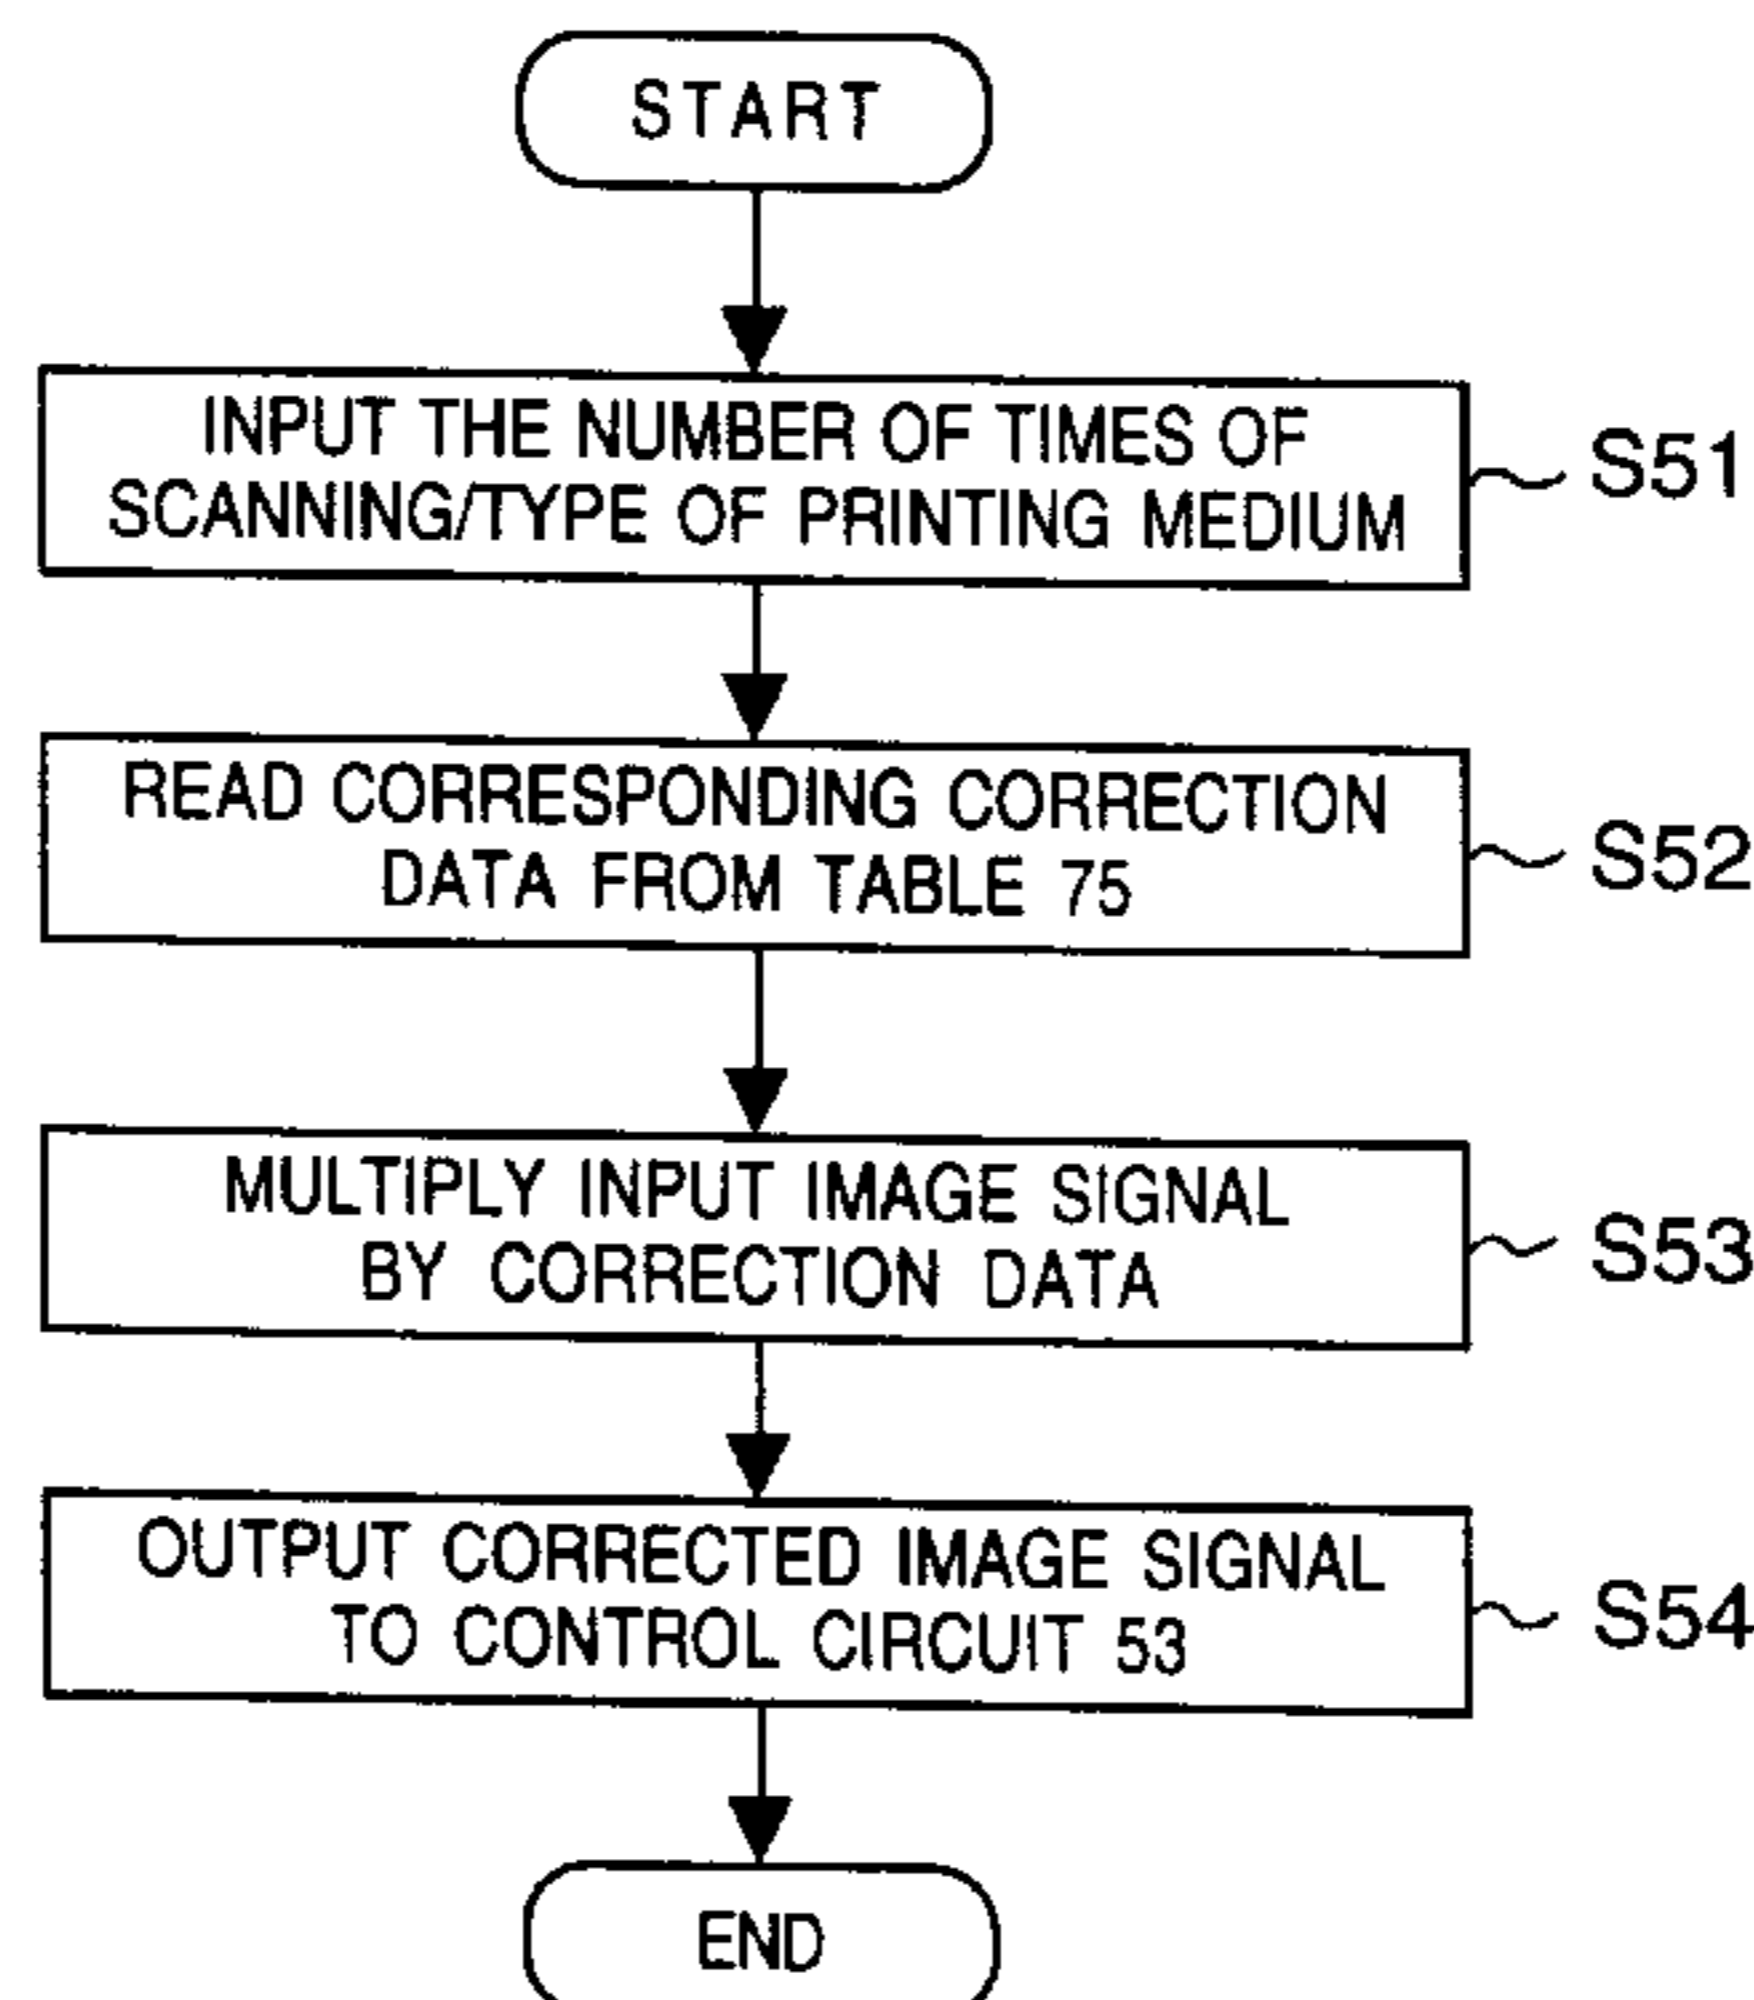 START
INPUT THE NUMBER OF TIMES OF
SCANNING/TYPE OF PRINTING MEDIUM
S51
READ CORRESPONDING CORRECTION
DATA FROM TABLE 75
S52
MULTIPLY INPUT IMAGE SIGNAL
BY CORRECTION DATA
S53
OUTPUT CORRECTED IMAGE SIGNAL
TO CONTROL CIRCUIT 53
S54
END